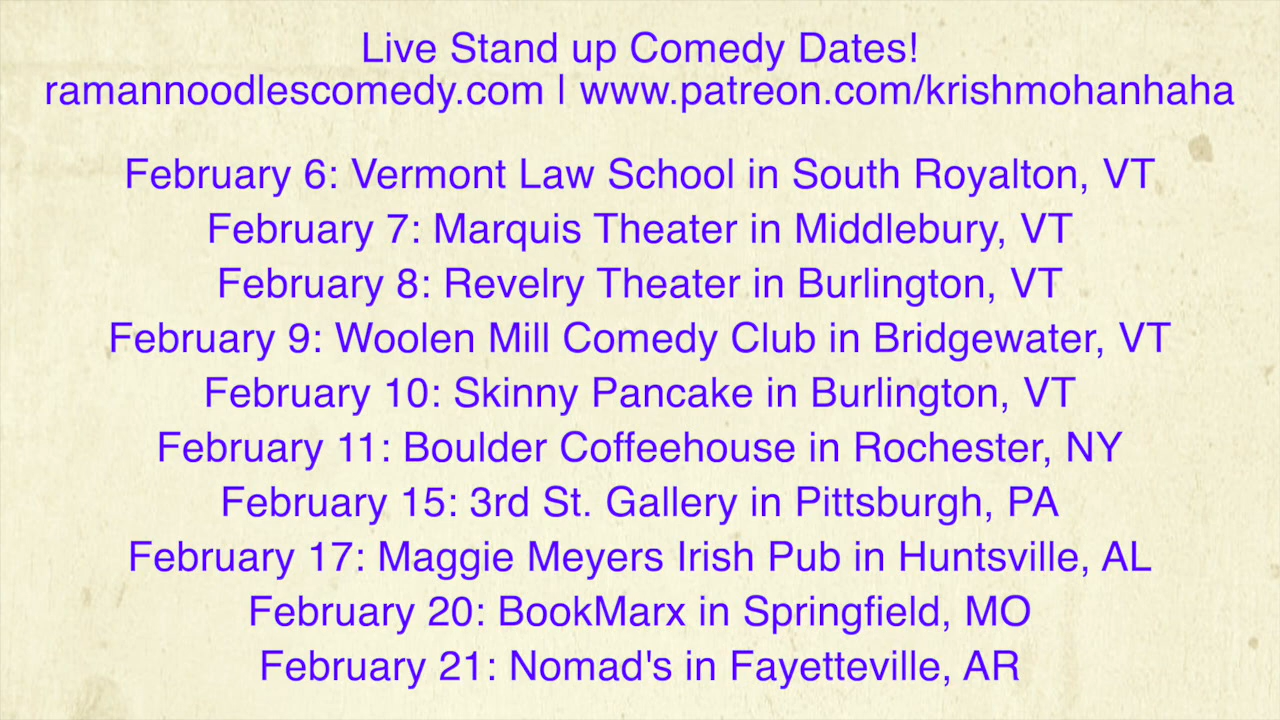 Live Stand up Comedy Dates!
ramannoodlescomedy.com | www.patreon.com/krishmohanhaha
February 6: Vermont Law School in South Royalton, VT
February 7: Marquis Theater in Middlebury, VT
February 8: Revelry Theater in Burlington, VT
February 9: Woolen Mill Comedy Club in Bridgewater, VT
February 10: Skinny Pancake in Burlington, VT
February 11: Boulder Coffeehouse in Rochester, NY
February 15: 3rd St. Gallery in Pittsburgh, PA
February 17: Maggie Meyers Irish Pub in Huntsville, AL
February 20: BookMarx in Springfield, MO
February 21: Nomad's in Fayetteville, AR